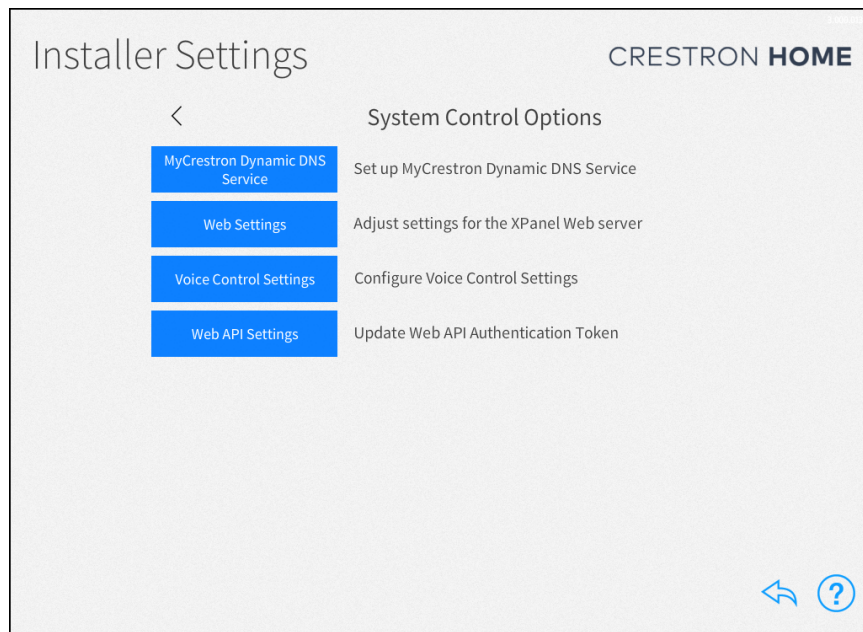 Installer Settings
CRESTRON HOME
System Control Options
MyCrestron Dynamic DNS
Service
Set up MyCrestron Dynamic DNS Service
Web Settings
Adjust settings for the XPanel Web server
Voice Control Settings
Configure Voice Control Settings
Web API Settings
Update Web API Authentication Token
?